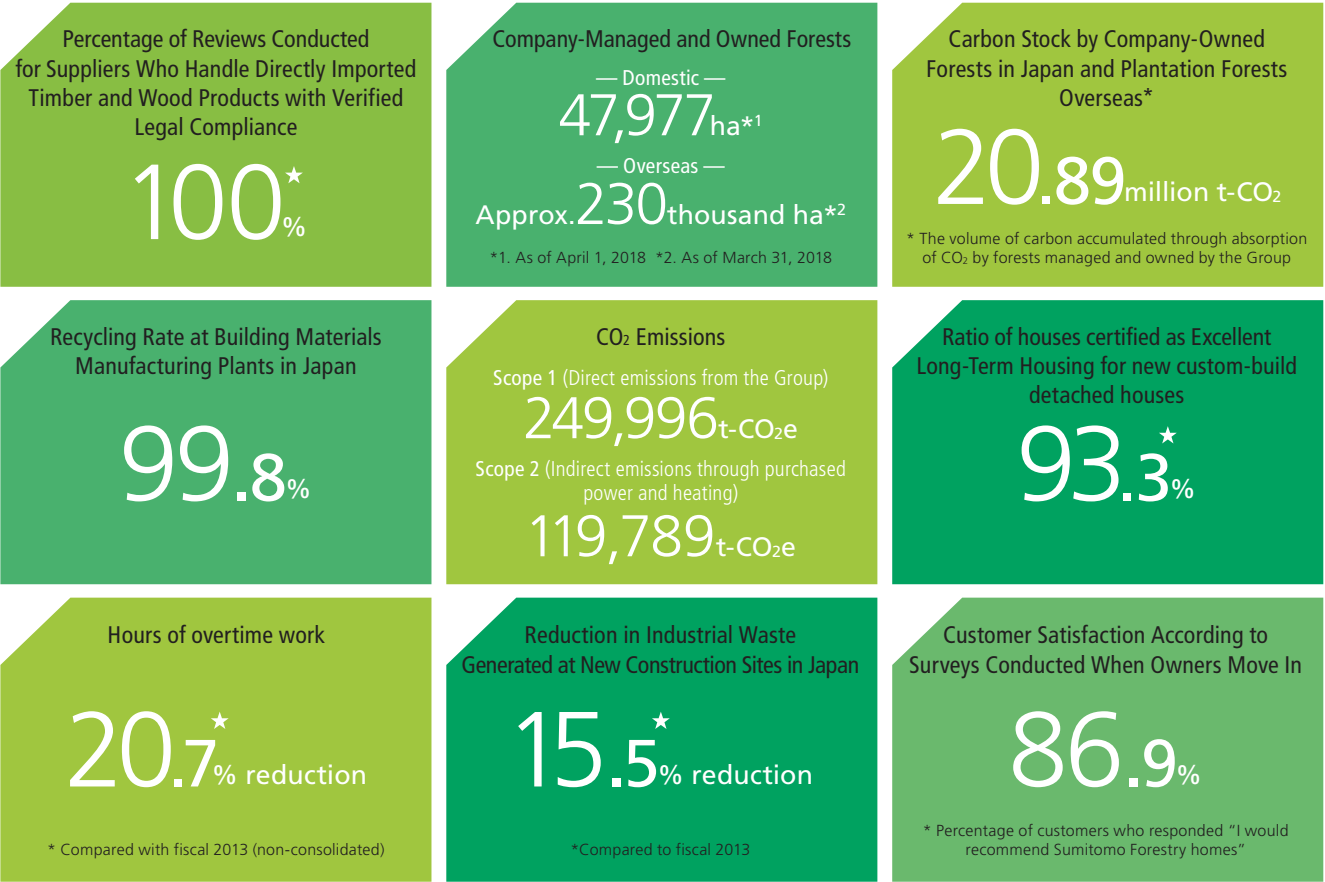 Percentage of Reviews Conducted
for Suppliers Who Handle Directly Imported
Timber and Wood Products with Verified
Legal Compliance
100%★
Company-Managed and Owned Forests
— Domestic —
47,977ha*1
— Overseas —
Approx.230thousand ha*2
*1. As of April 1, 2018 *2. As of March 31, 2018
Carbon Stock by Company-Owned
Forests in Japan and Plantation Forests
Overseas*
20.89million t-CO2
* The volume of carbon accumulated through absorption
of CO2 by forests managed and owned by the Group
Recycling Rate at Building Materials
Manufacturing Plants in Japan
99.8%
CO2 Emissions
Scope 1 (Direct emissions from the Group)
249,996t-CO2e
Scope 2 (Indirect emissions through purchased
power and heating)
119,789t-CO2e
Ratio of houses certified as Excellent
Long-Term Housing for new custom-build
detached houses
93.3%★
Hours of overtime work
20.7%★ reduction
* Compared with fiscal 2013 (non-consolidated)
Reduction in Industrial Waste
Generated at New Construction Sites in Japan
15.5%★ reduction
*Compared to fiscal 2013
Customer Satisfaction According to
Surveys Conducted When Owners Move In
86.9%
* Percentage of customers who responded “I would
recommend Sumitomo Forestry homes”